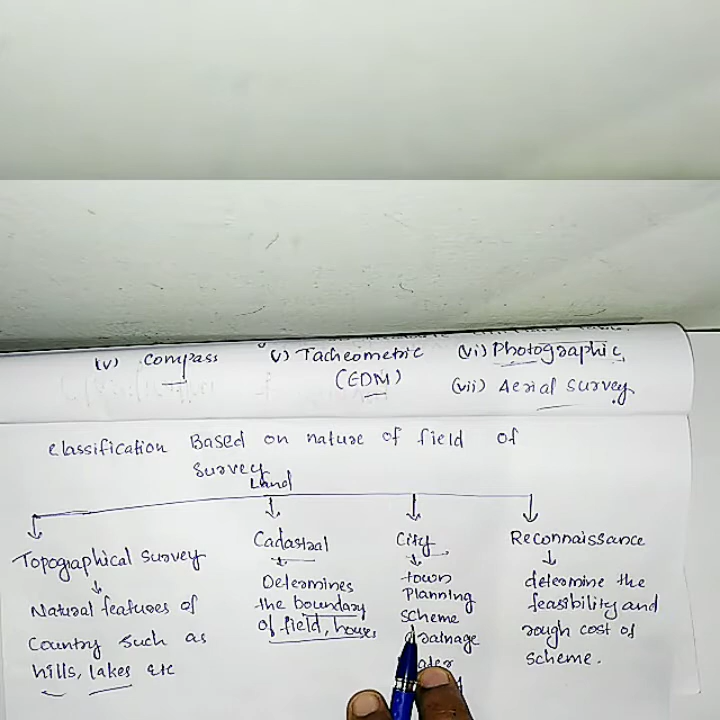 (v) Compass v) Tacheometric (vi) Photographic,
(EDM) (vii) Aerial Survey
Classification Based on nature of field of
Survey
Land
Topographical Survey
Natural features of
Country such as
hills, lakes etc
Cadastral
Determines
the boundary
of field, houses
City
town
Planning
Scheme
drainage
Reconnaissance
determine the
feasibility and
rough cost of
scheme.